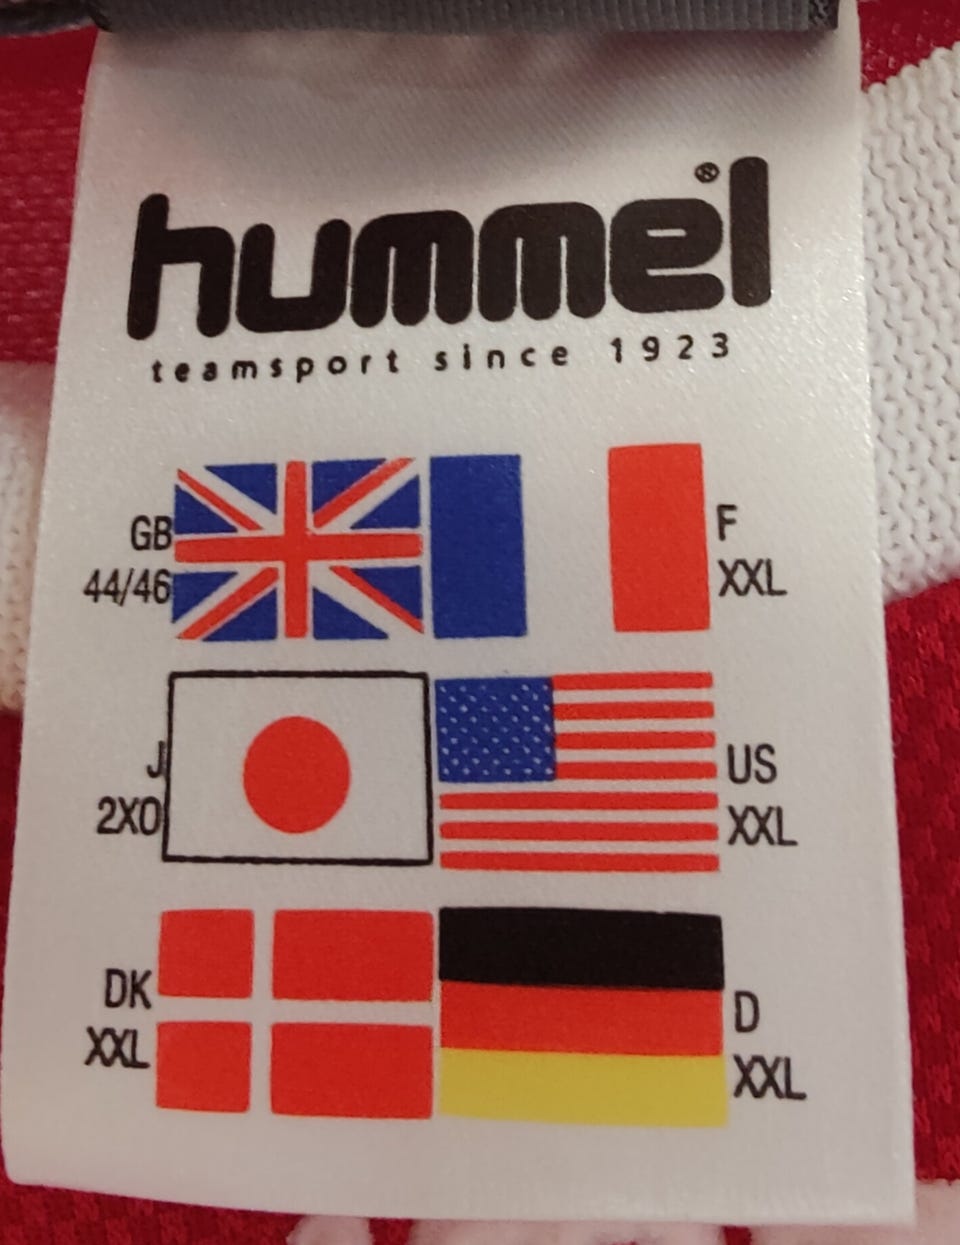 hummel®
teamsport since 1923
GB
44/46
F
XXL
J
2XO
US
XXL
DK
XXL
D
XXL